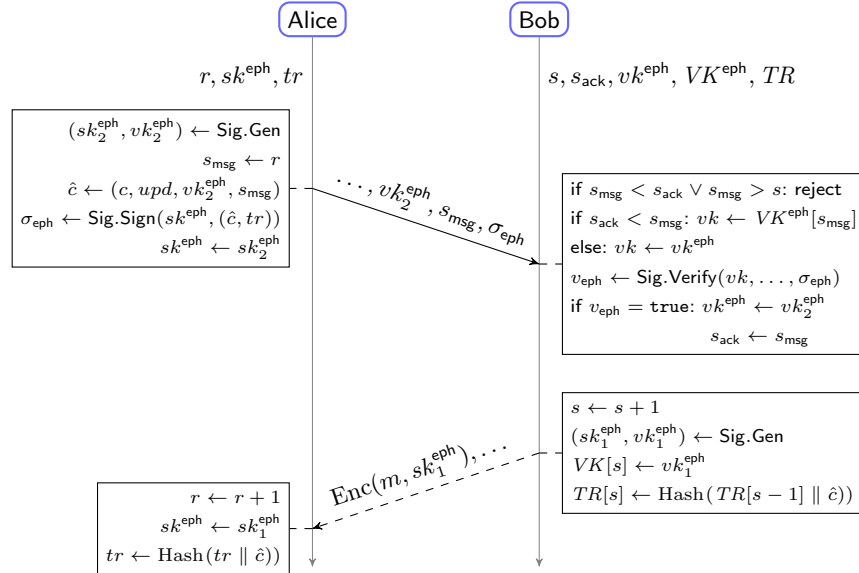 Alice
Bob
r, sk^eph, tr
s, s_ack, vk^eph, VK^eph, TR
(sk_2^eph, vk_2^eph) ← Sig.Gen
s_msg ← r
ĉ ← (c, upd, vk_2^eph, s_msg)
σ_eph ← Sig.Sign(sk^eph, (ĉ, tr))
sk^eph ← sk_2^eph
..., vk_2^eph, s_msg, σ_eph
if s_msg < s_ack ∨ s_msg > s: reject
if s_ack < s_msg: vk ← VK^eph[s_msg]
else: vk ← vk^eph
v_eph ← Sig.Verify(vk, ..., σ_eph)
if v_eph = true: vk^eph ← vk_2^eph
s_ack ← s_msg
s ← s + 1
(sk_1^eph, vk_1^eph) ← Sig.Gen
VK[s] ← vk_1^eph
TR[s] ← Hash(TR[s − 1] ‖ ĉ))
Enc(m, sk_1^eph), ...
r ← r + 1
sk^eph ← sk_1^eph
tr ← Hash(tr ‖ ĉ))